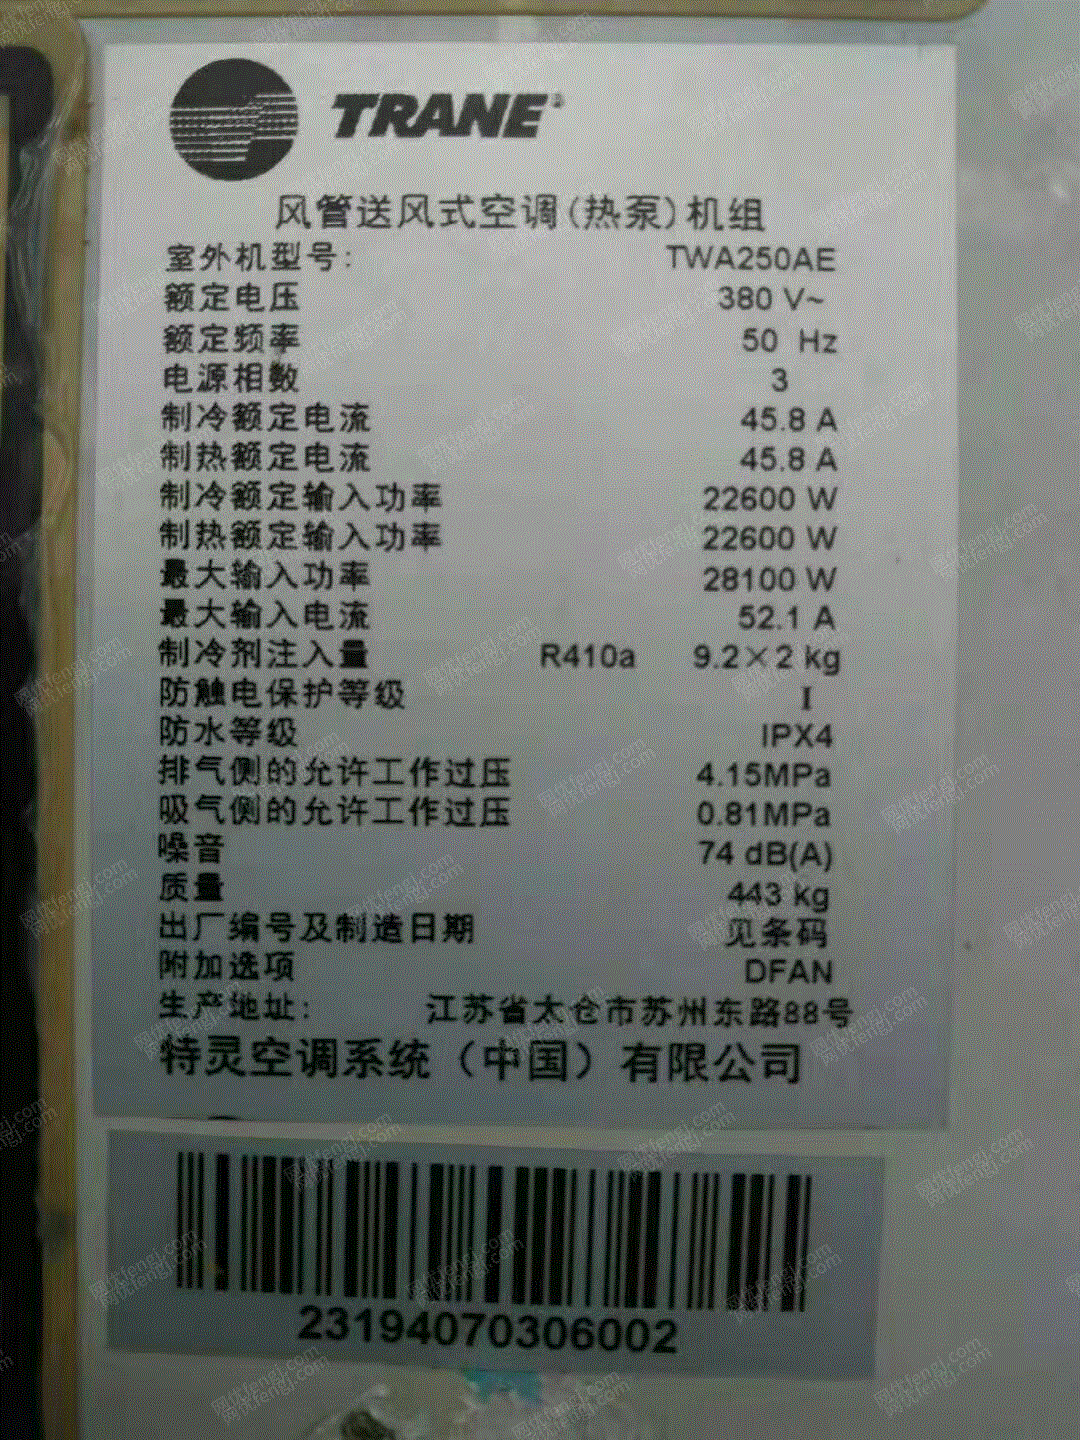 TRANE
风管送风式空调(热泵)机组
室外机型号: TWA250AE
额定电压 380 V~
额定频率 50 Hz
电源相数 3
制冷额定电流 45.8 A
制热额定电流 45.8 A
制冷额定输入功率 22600 W
制热额定输入功率 22600 W
最大输入功率 28100 W
最大输入电流 52.1 A
制冷剂注入量 R410a 9.2×2 kg
防触电保护等级 I
防水等级 IPX4
排气侧的允许工作过压 4.15MPa
吸气侧的允许工作过压 0.81MPa
噪音 74 dB(A)
质量 443 kg
出厂编号及制造日期 见条码
附加选项 DFAN
生产地址: 江苏省太仓市苏州东路88号
特灵空调系统（中国）有限公司
23194070306002